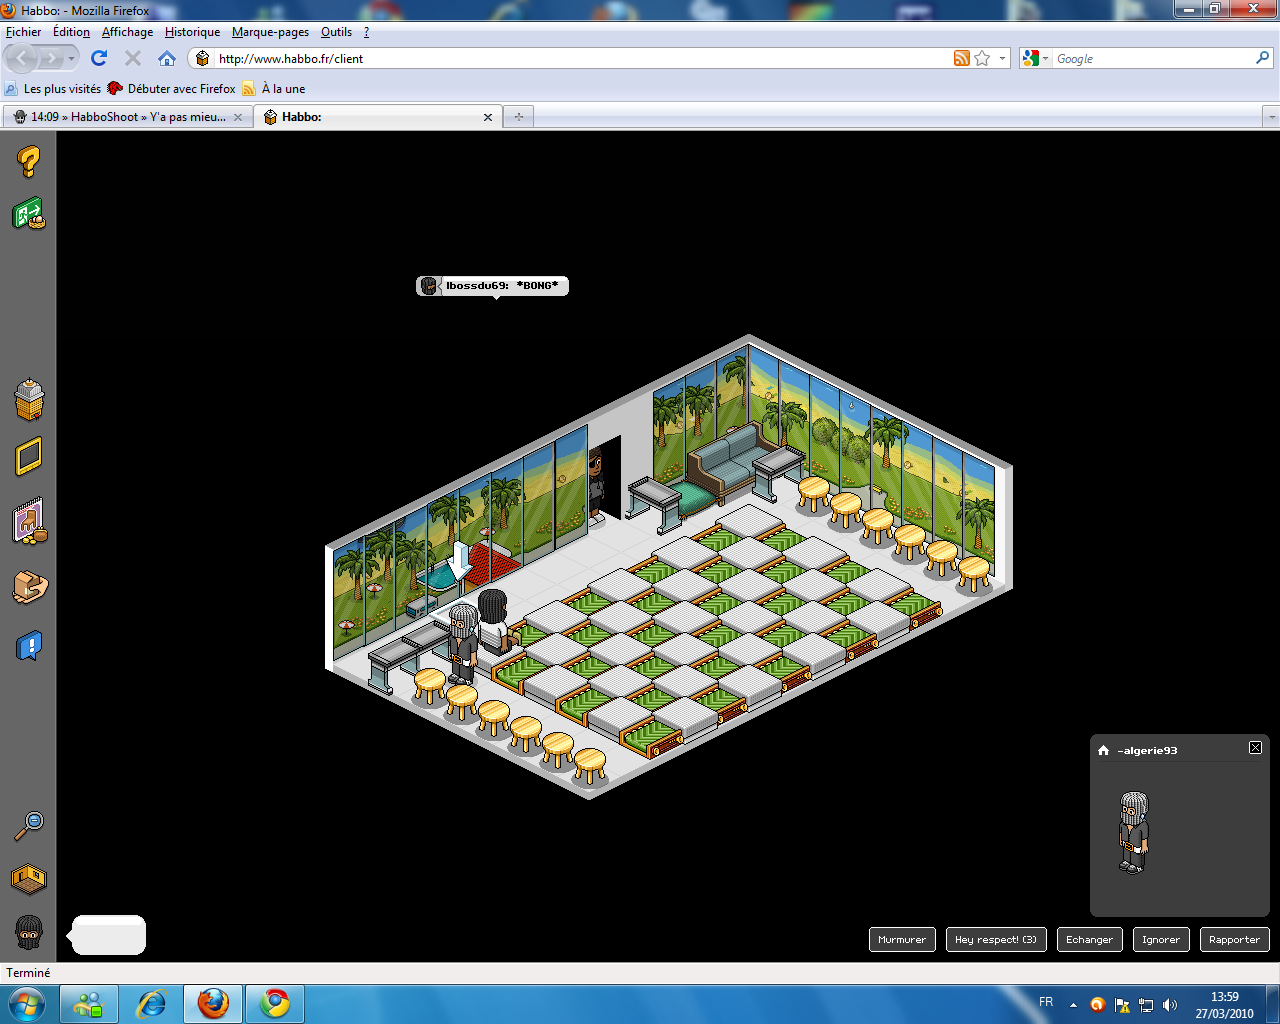 Habbo: - Mozilla Firefox
Fichier Édition Affichage Historique Marque-pages Outils ?
http://www.habbo.fr/client
Google
Les plus visités Débuter avec Firefox À la une
14:09 » HabboShoot » Y'a pas mieu...
Habbo:
lbossdu69: *BONG*
-algerie93
Murmurer
Hey respect! (3)
Echanger
Ignorer
Rapporter
Terminé
FR
13:59
27/03/2010